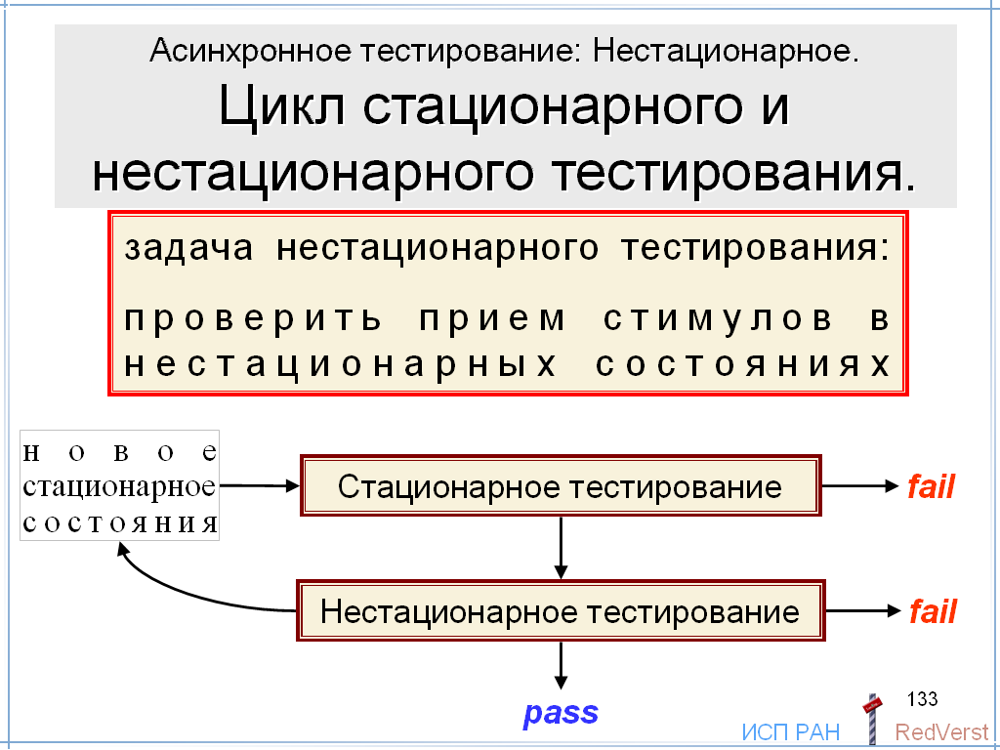 Асинхронное тестирование: Нестационарное.
Цикл стационарного и
нестационарного тестирования.
задача нестационарного тестирования:
проверить прием стимулов в
нестационарных состояниях
новое
стационарное
состояния
Стационарное тестирование
fail
Нестационарное тестирование
fail
pass
133
ИСП РАН
RedVerst